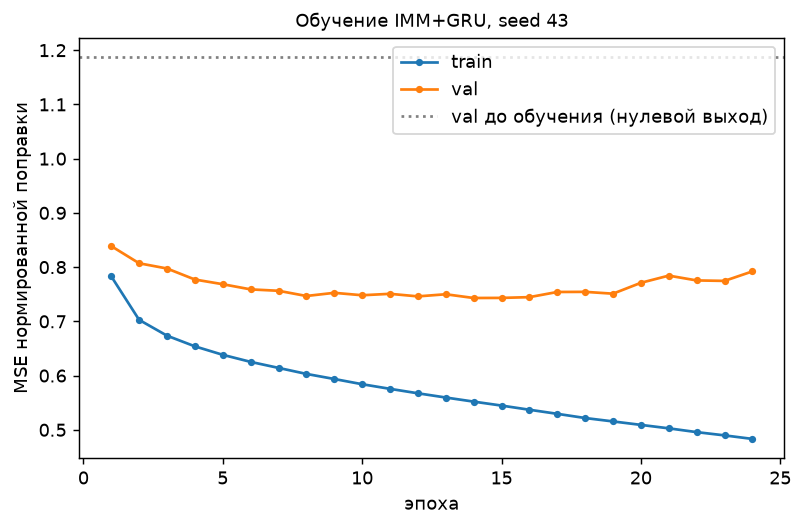 Обучение IMM+GRU, seed 43
MSE нормированной поправки
1.2
1.1
1.0
0.9
0.8
0.7
0.6
0.5
train
val
val до обучения (нулевой выход)
0 5 10 15 20 25
эпоха